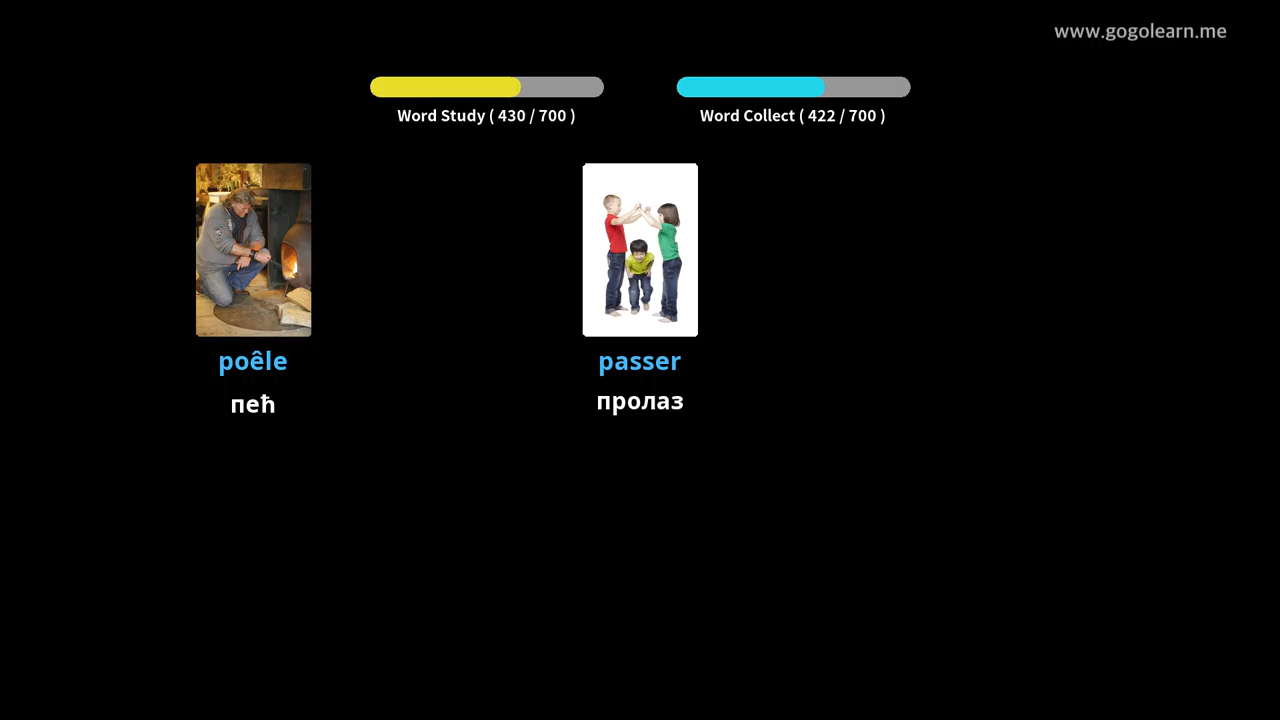 www.gogolearn.me
Word Study ( 430 / 700 )
Word Collect ( 422 / 700 )
poêle
passer
пећ
пролаз